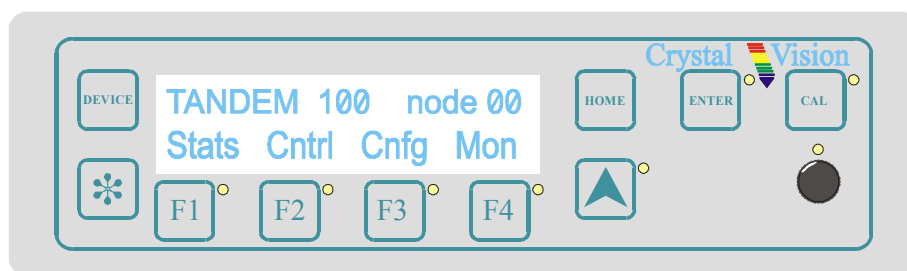 Crystal Vision
DEVICE
TANDEM 100 node 00
HOME
ENTER
CAL
Stats Cntrl Cnfg Mon
F1 F2 F3 F4